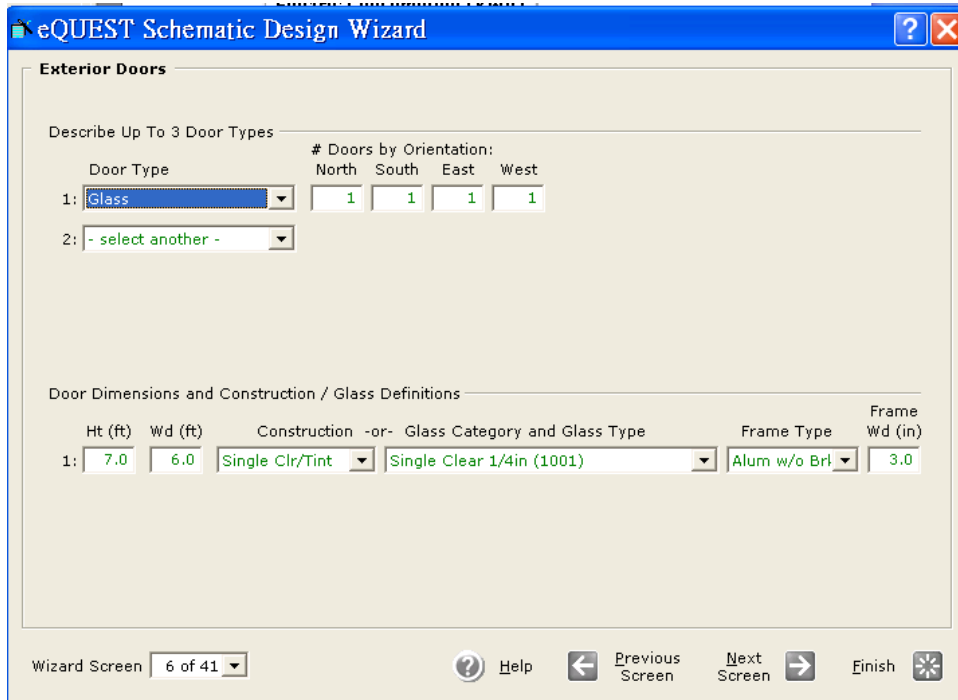 eQUEST Schematic Design Wizard
Exterior Doors
Describe Up To 3 Door Types
# Doors by Orientation:
Door Type North South East West
1: Glass 1 1 1 1
2: - select another -
Door Dimensions and Construction / Glass Definitions
Frame
Ht (ft) Wd (ft) Construction -or- Glass Category and Glass Type Frame Type Wd (in)
1: 7.0 6.0 Single Clr/Tint Single Clear 1/4in (1001) Alum w/o Brk 3.0
Wizard Screen 6 of 41 Help Previous Screen Next Screen Finish